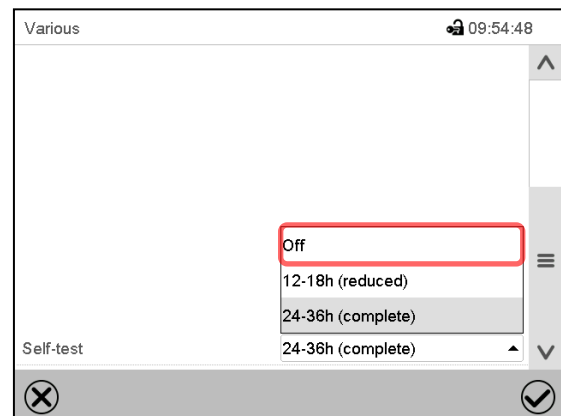 Various 09:54:48
Off
12-18h (reduced)
24-36h (complete)
Self-test 24-36h (complete)